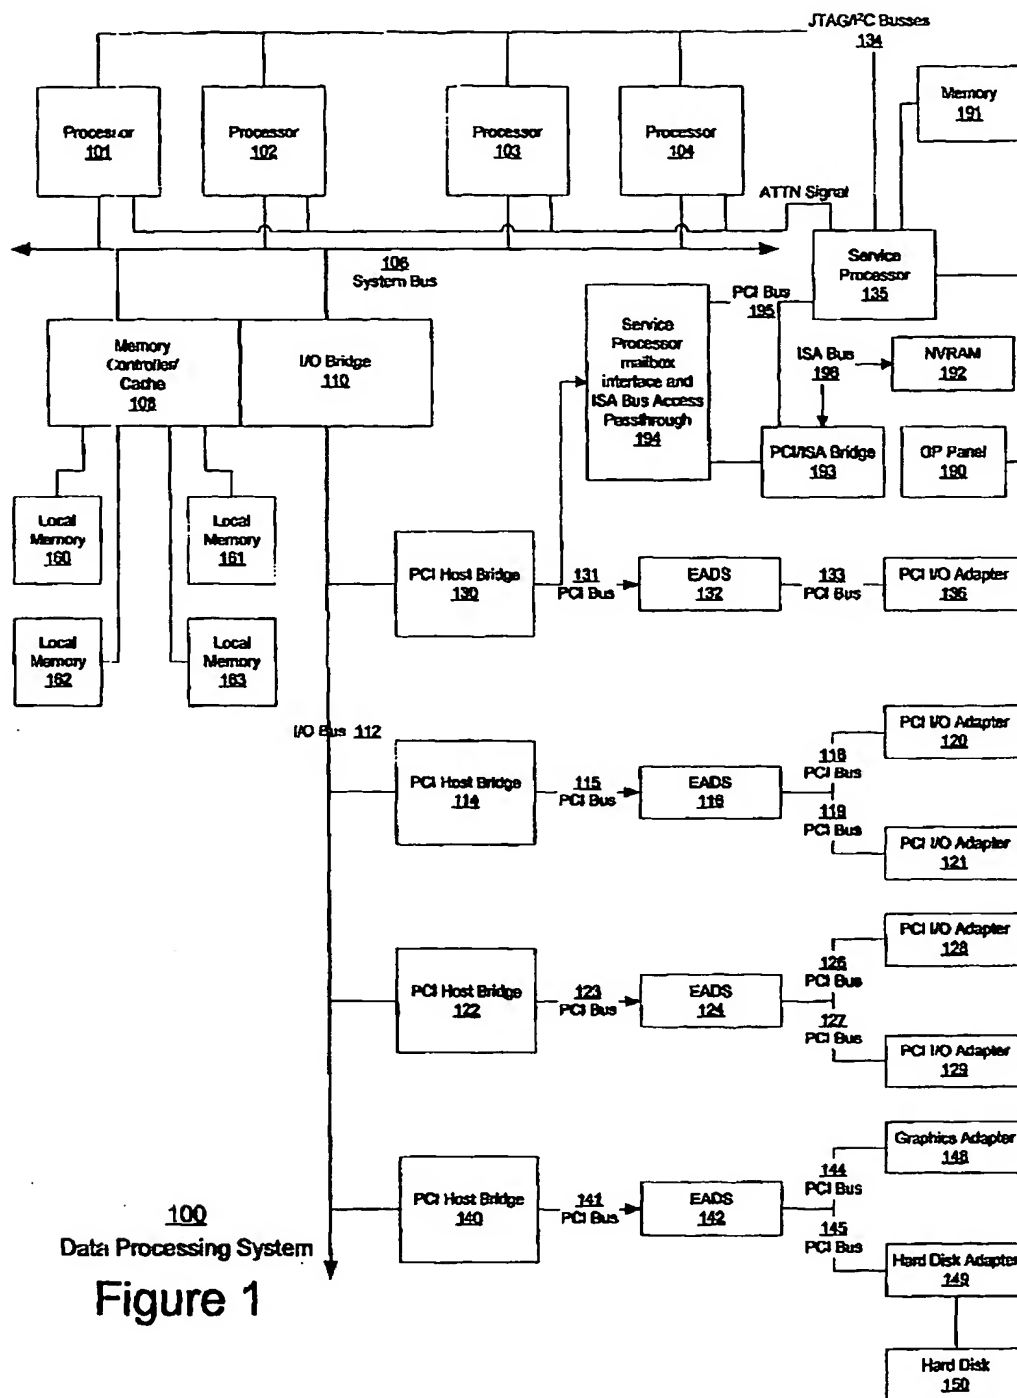 JTAG/I²C Busses
134
Processor
101
Processor
102
Processor
103
Processor
104
Memory
191
ATTN Signal
106
System Bus
Service
Processor
135
Memory
Controller/
Cache
108
I/O Bridge
110
Service
Processor
mailbox
interface and
ISA Bus Access
Passthrough
194
PCI Bus
195
ISA Bus
196
NVRAM
192
PCI/ISA Bridge
193
OP Panel
190
Local
Memory
160
Local
Memory
161
Local
Memory
162
Local
Memory
163
PCI Host Bridge
130
131
PCI Bus
EADS
132
133
PCI Bus
PCI I/O Adapter
136
I/O Bus 112
PCI Host Bridge
114
115
PCI Bus
EADS
116
118
PCI Bus
119
PCI Bus
PCI I/O Adapter
120
PCI I/O Adapter
121
PCI Host Bridge
122
123
PCI Bus
EADS
124
126
PCI Bus
127
PCI Bus
PCI I/O Adapter
128
PCI I/O Adapter
129
PCI Host Bridge
140
141
PCI Bus
EADS
142
144
PCI Bus
145
PCI Bus
Graphics Adapter
148
Hard Disk Adapter
149
Hard Disk
150
100
Data Processing System
Figure 1